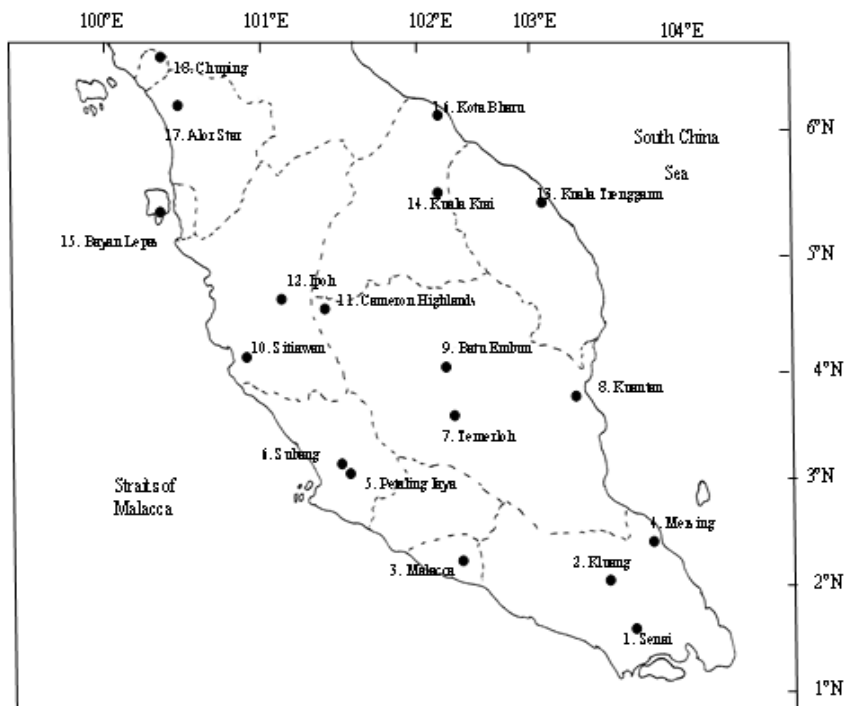 100°E 101°E 102°E 103°E 104°E
18. Chuping
16. Kota Bharu
17. Alor Star
6°N
South China
Sea
13. Kuala Trengganu
14. Kuala Krai
15. Bayan Lepas
5°N
12. Ipoh
11. Cameron Highlands
10. Sitiawan
9. Batu Embun
4°N
8. Kuantan
7. Temerloh
6. Subang
5. Petaling Jaya
3°N
Straits of
Malacca
4. Mersing
3. Malacca
2. Kluang
2°N
1. Senai
1°N